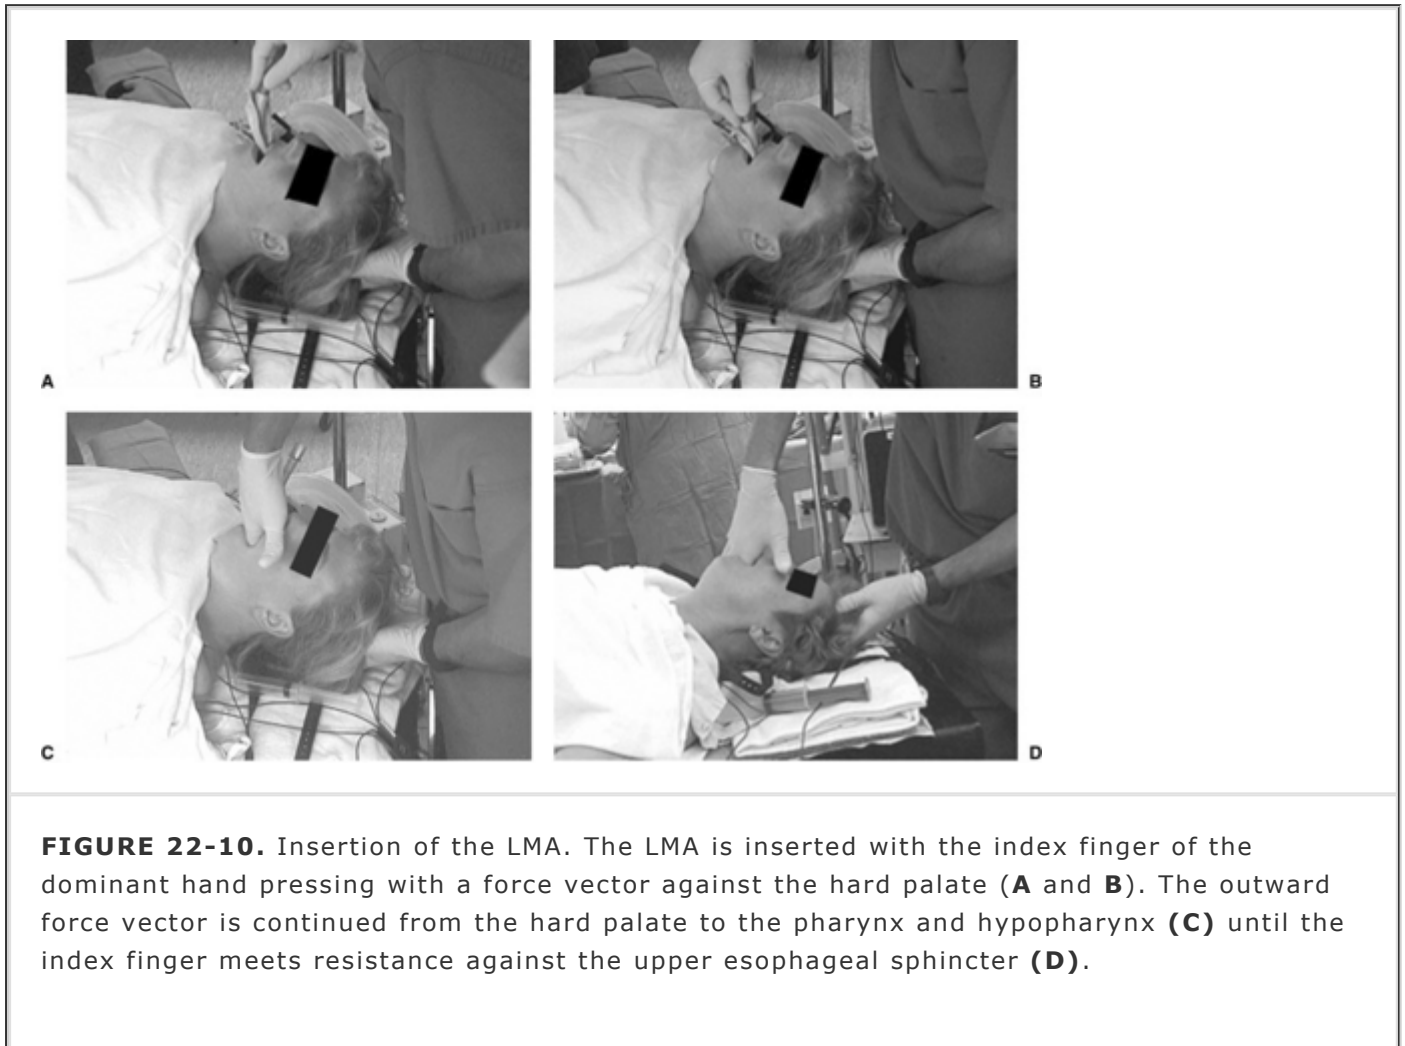 A
B
C
D
FIGURE 22-10. Insertion of the LMA. The LMA is inserted with the index finger of the
dominant hand pressing with a force vector against the hard palate (A and B). The outward
force vector is continued from the hard palate to the pharynx and hypopharynx (C) until the
index finger meets resistance against the upper esophageal sphincter (D).